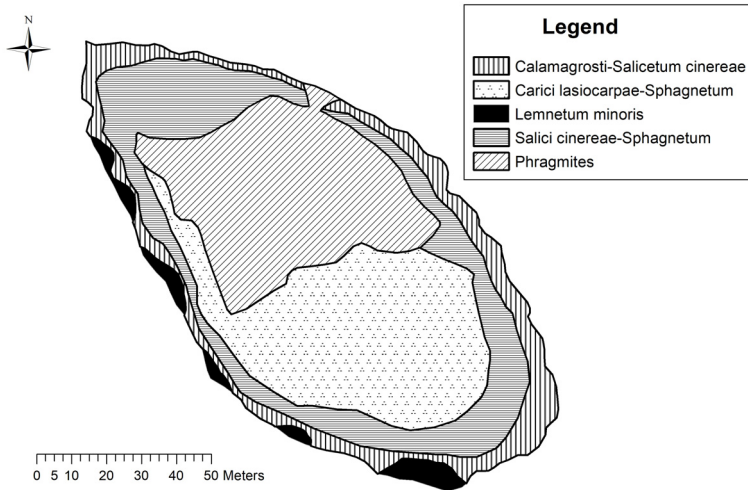 N
Legend
Calamagrosti-Salicetum cinereae
Carici lasiocarpae-Sphagnetum
Lemnetum minoris
Salici cinereae-Sphagnetum
Phragmites
0 5 10 20 30 40 50 Meters